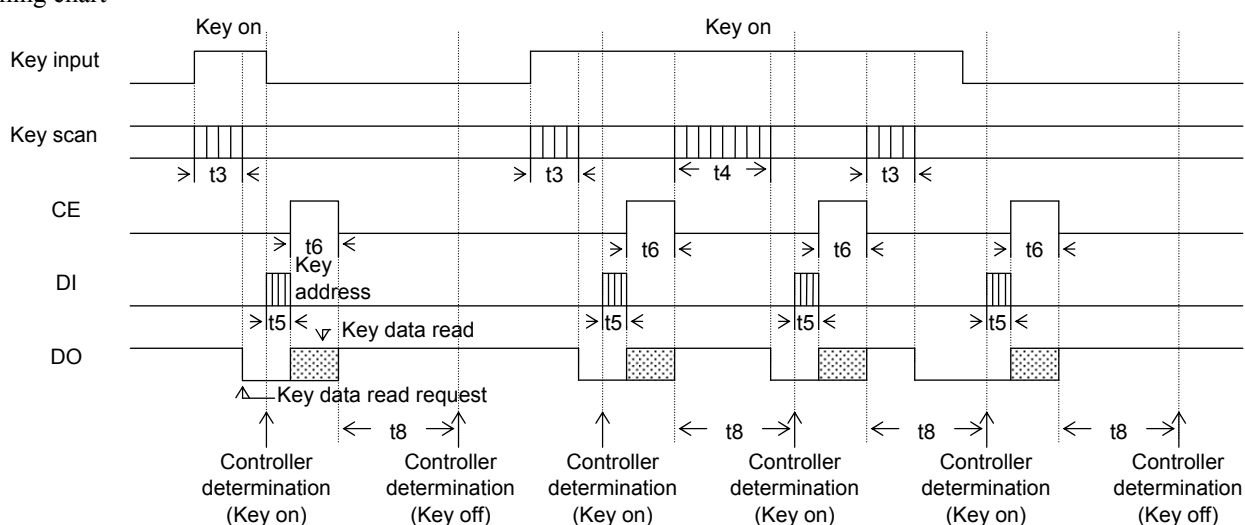 Key on
Key on
Key input
Key scan
t3
t3
t4
t3
CE
t6
t6
t6
t6
DI
Key
address
t5
t5
t5
t5
Key data read
DO
Key data read request
t8
t8
t8
t8
Controller
determination
(Key on)
Controller
determination
(Key off)
Controller
determination
(Key on)
Controller
determination
(Key on)
Controller
determination
(Key on)
Controller
determination
(Key off)